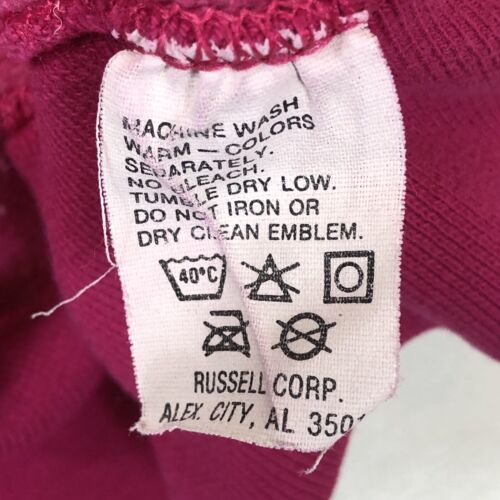 MACHINE WASH
WARM — COLORS
SEPARATELY.
NO BLEACH.
TUMBLE DRY LOW.
DO NOT IRON OR
DRY CLEAN EMBLEM.
40°C
RUSSELL CORP.
ALEX. CITY, AL